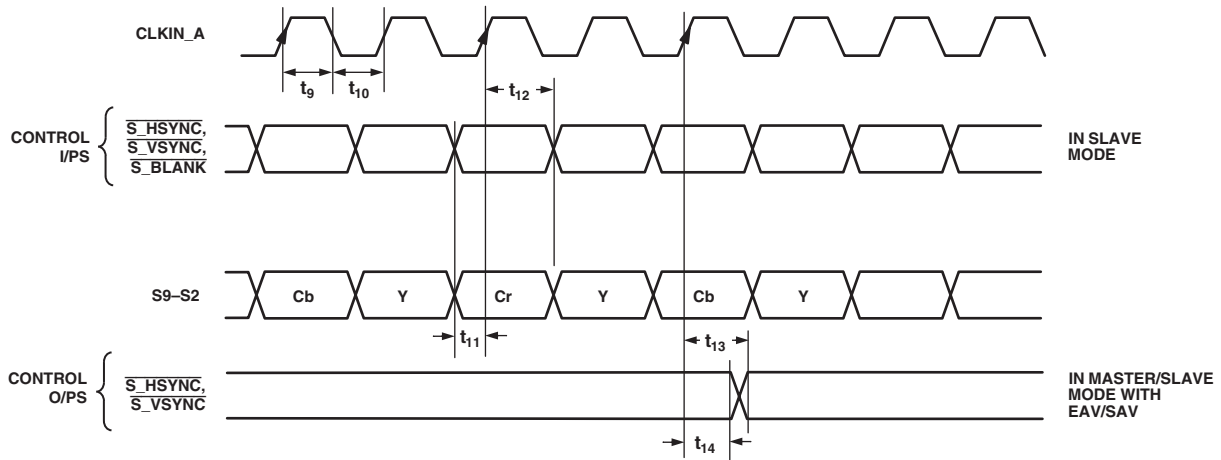 CLKIN_A
t9
t10
t12
CONTROL
I/PS
S_HSYNC,
S_VSYNC,
S_BLANK
IN SLAVE
MODE
S9–S2
Cb
Y
Cr
Y
Cb
Y
t11
t13
CONTROL
O/PS
S_HSYNC,
S_VSYNC
IN MASTER/SLAVE
MODE WITH
EAV/SAV
t14